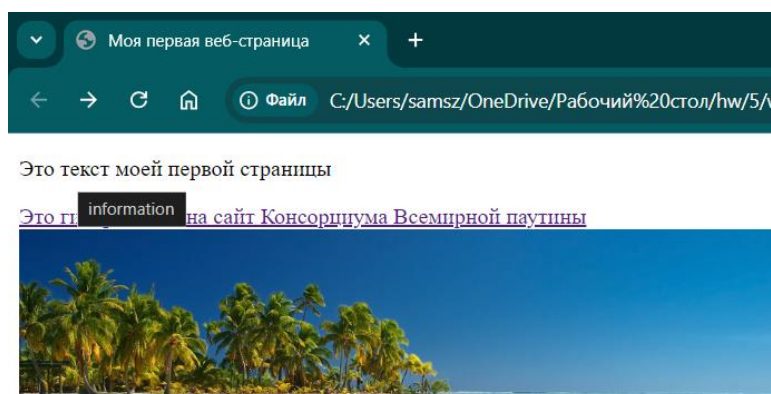 Моя первая веб-страница
Файл C:/Users/samsz/OneDrive/Рабочий%20стол/hw/5/
Это текст моей первой страницы
Это на сайт Консорциума Всемирной паутины
information